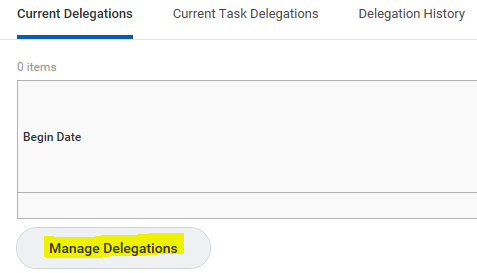 Current Delegations Current Task Delegations Delegation History
0 items
Begin Date
Manage Delegations